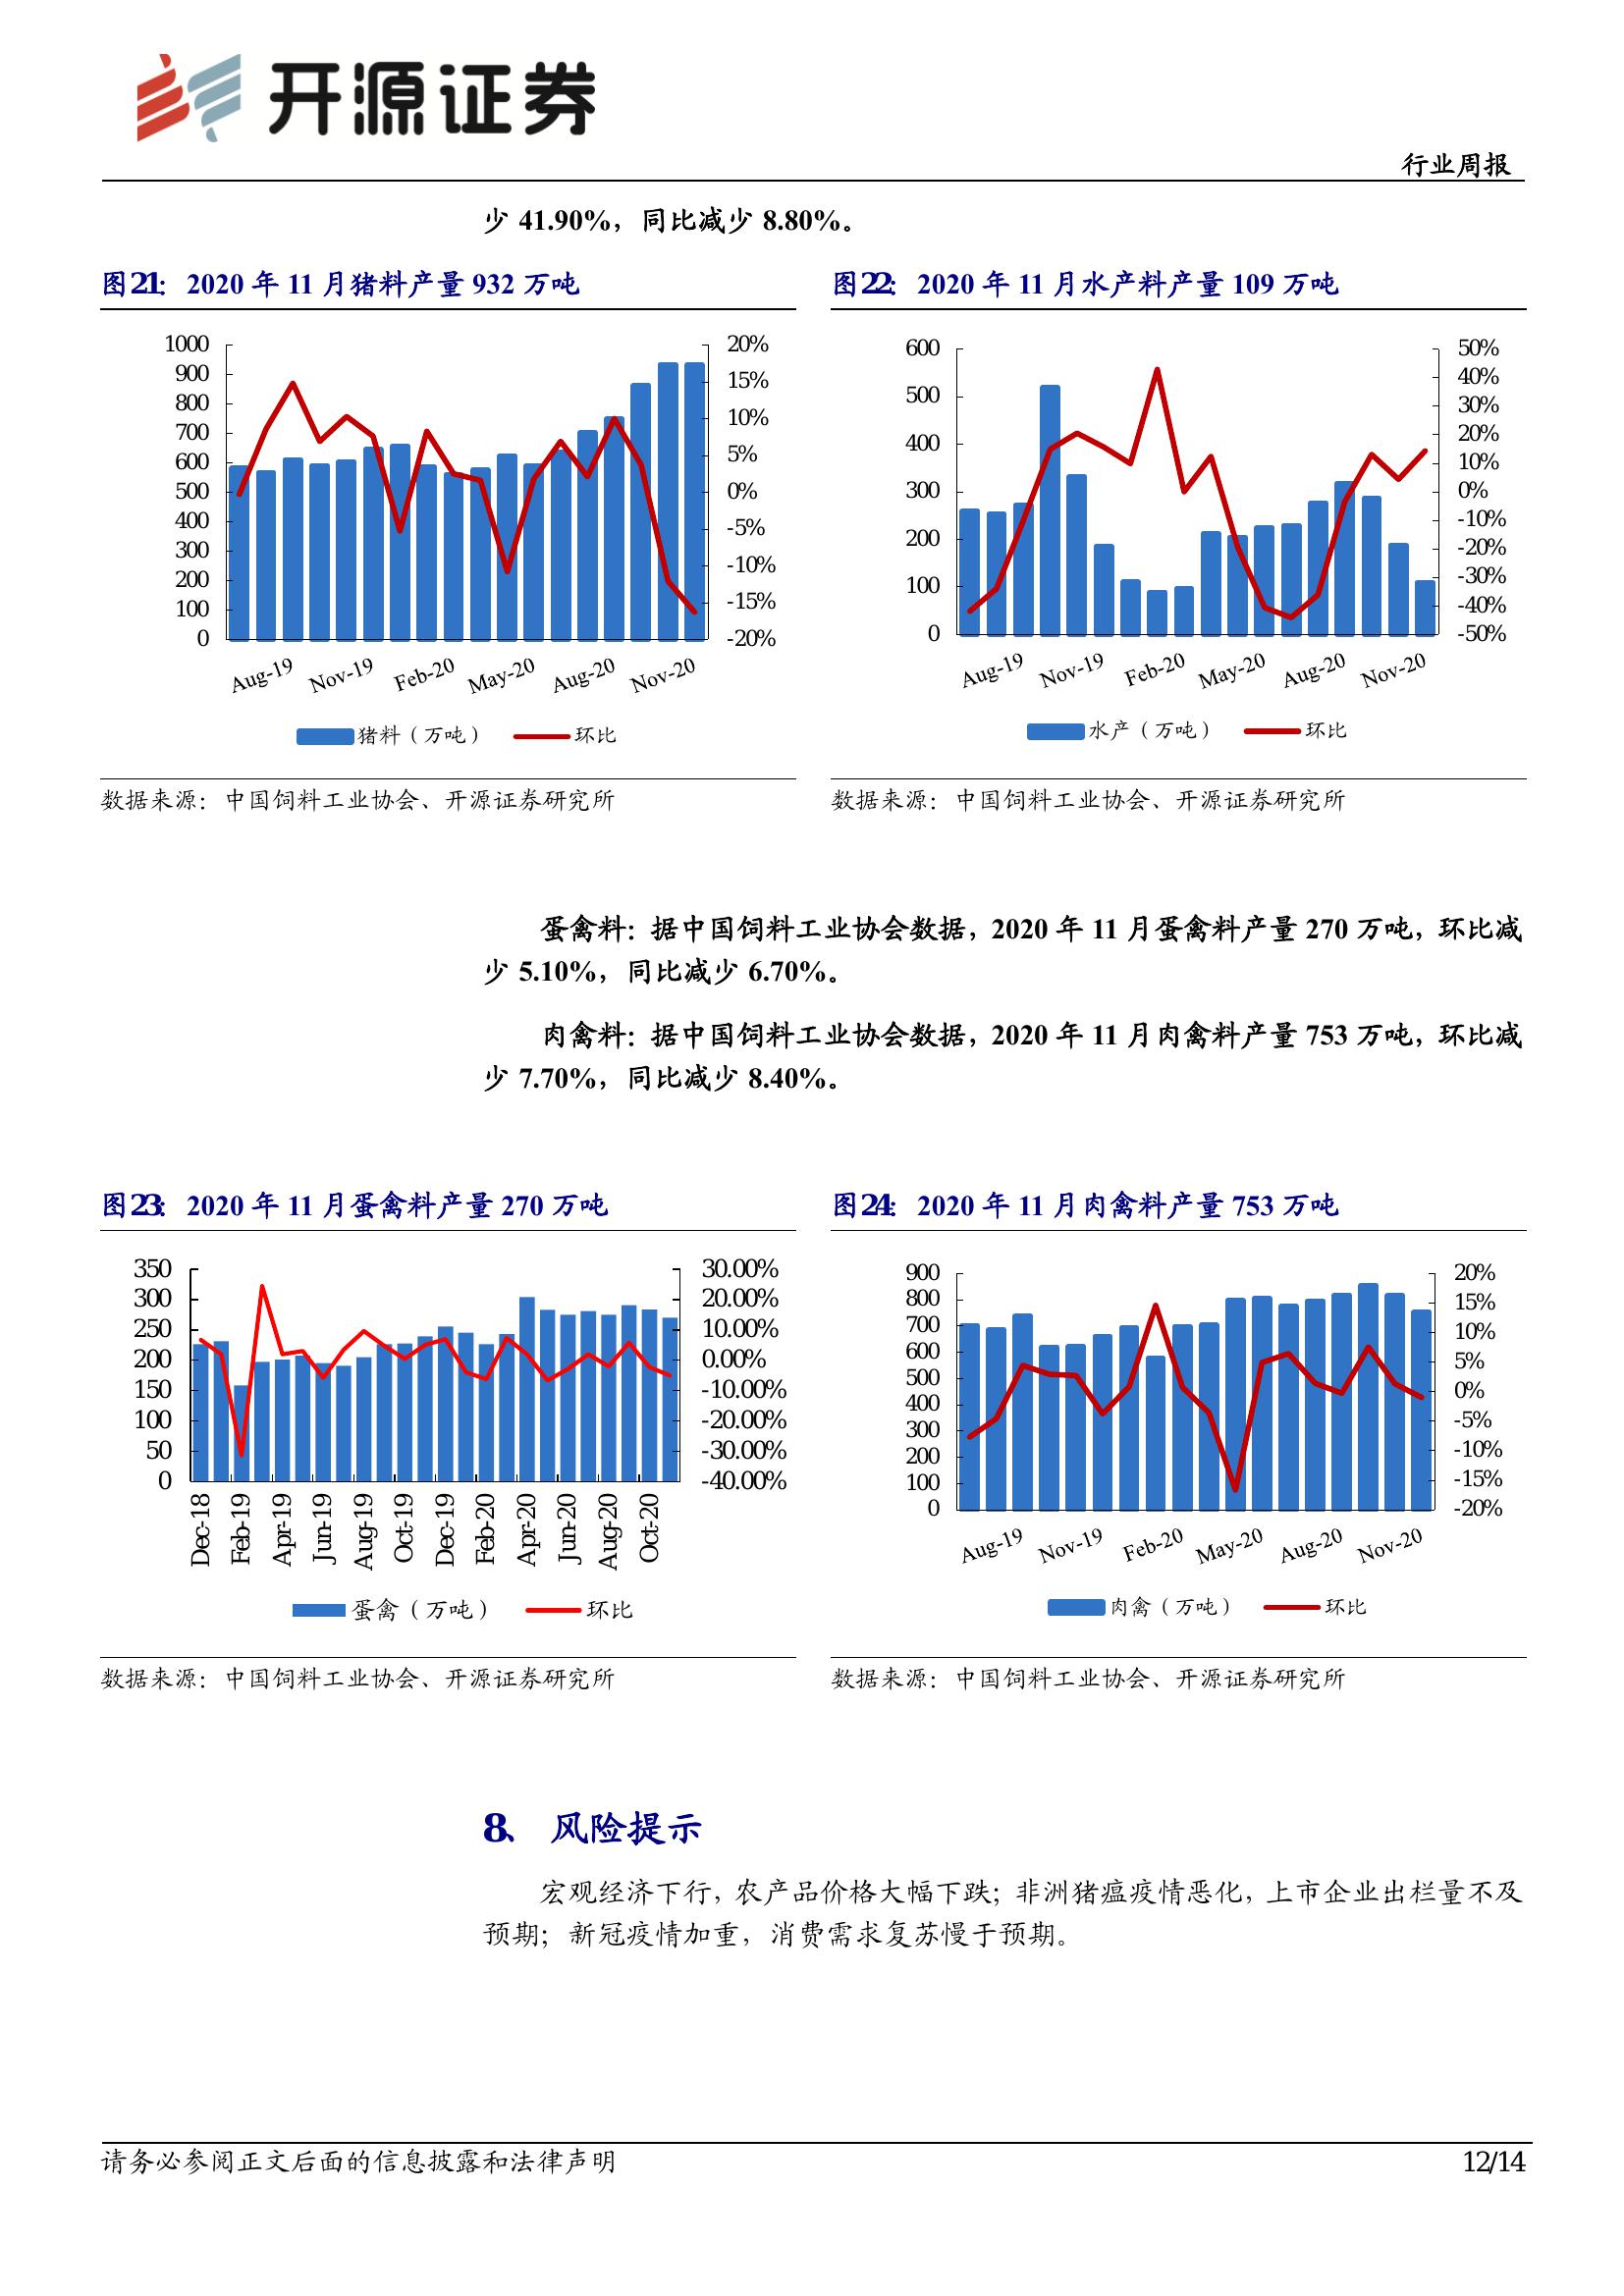 开源证券
行业周报
少 41.90%，同比减少 8.80%。
图21： 2020 年 11 月猪料产量 932 万吨
1000
900
800
700
600
500
400
300
200
100
0
20%
15%
10%
5%
0%
-5%
-10%
-15%
-20%
Aug-19 Nov-19 Feb-20 May-20 Aug-20 Nov-20
猪料（万吨） 环比
数据来源：中国饲料工业协会、开源证券研究所
图22： 2020 年 11 月水产料产量 109 万吨
600
500
400
300
200
100
0
50%
40%
30%
20%
10%
0%
-10%
-20%
-30%
-40%
-50%
Aug-19 Nov-19 Feb-20 May-20 Aug-20 Nov-20
水产（万吨） 环比
数据来源：中国饲料工业协会、开源证券研究所
蛋禽料：据中国饲料工业协会数据，2020 年 11 月蛋禽料产量 270 万吨，环比减
少 5.10%，同比减少 6.70%。
肉禽料：据中国饲料工业协会数据，2020 年 11 月肉禽料产量 753 万吨，环比减
少 7.70%，同比减少 8.40%。
图23： 2020 年 11 月蛋禽料产量 270 万吨
350
300
250
200
150
100
50
0
30.00%
20.00%
10.00%
0.00%
-10.00%
-20.00%
-30.00%
-40.00%
Dec-18 Feb-19 Apr-19 Jun-19 Aug-19 Oct-19 Dec-19 Feb-20 Apr-20 Jun-20 Aug-20 Oct-20
蛋禽（万吨） 环比
数据来源：中国饲料工业协会、开源证券研究所
图24： 2020 年 11 月肉禽料产量 753 万吨
900
800
700
600
500
400
300
200
100
0
20%
15%
10%
5%
0%
-5%
-10%
-15%
-20%
Aug-19 Nov-19 Feb-20 May-20 Aug-20 Nov-20
肉禽（万吨） 环比
数据来源：中国饲料工业协会、开源证券研究所
8、 风险提示
宏观经济下行，农产品价格大幅下跌；非洲猪瘟疫情恶化，上市企业出栏量不及
预期；新冠疫情加重，消费需求复苏慢于预期。
请务必参阅正文后面的信息披露和法律声明
12/14